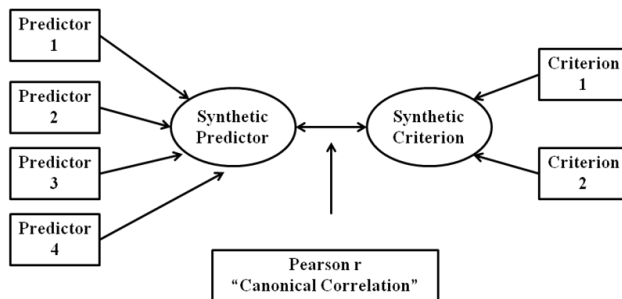 Predictor
1
Predictor
2
Predictor
3
Predictor
4
Synthetic
Predictor
Synthetic
Criterion
Criterion
1
Criterion
2
Pearson r
“Canonical Correlation”